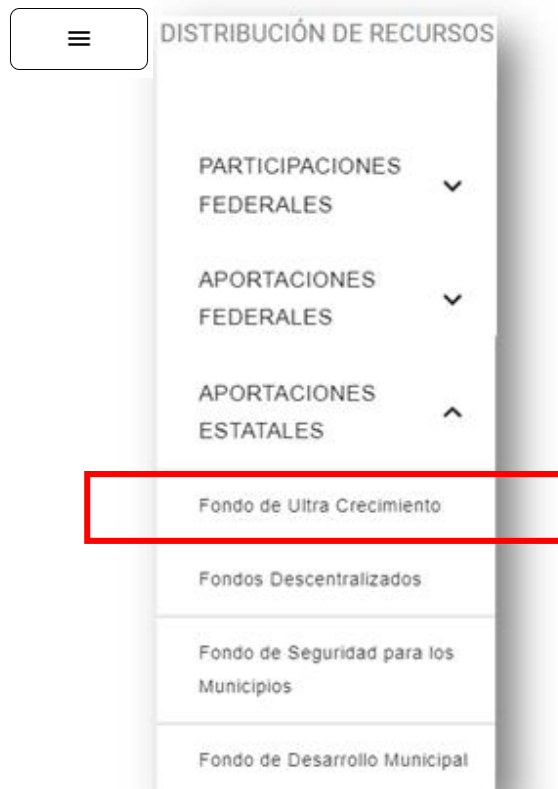 DISTRIBUCIÓN DE RECURSOS
PARTICIPACIONES
FEDERALES
APORTACIONES
FEDERALES
APORTACIONES
ESTATALES
Fondo de Ultra Crecimiento
Fondos Descentralizados
Fondo de Seguridad para los
Municipios
Fondo de Desarrollo Municipal